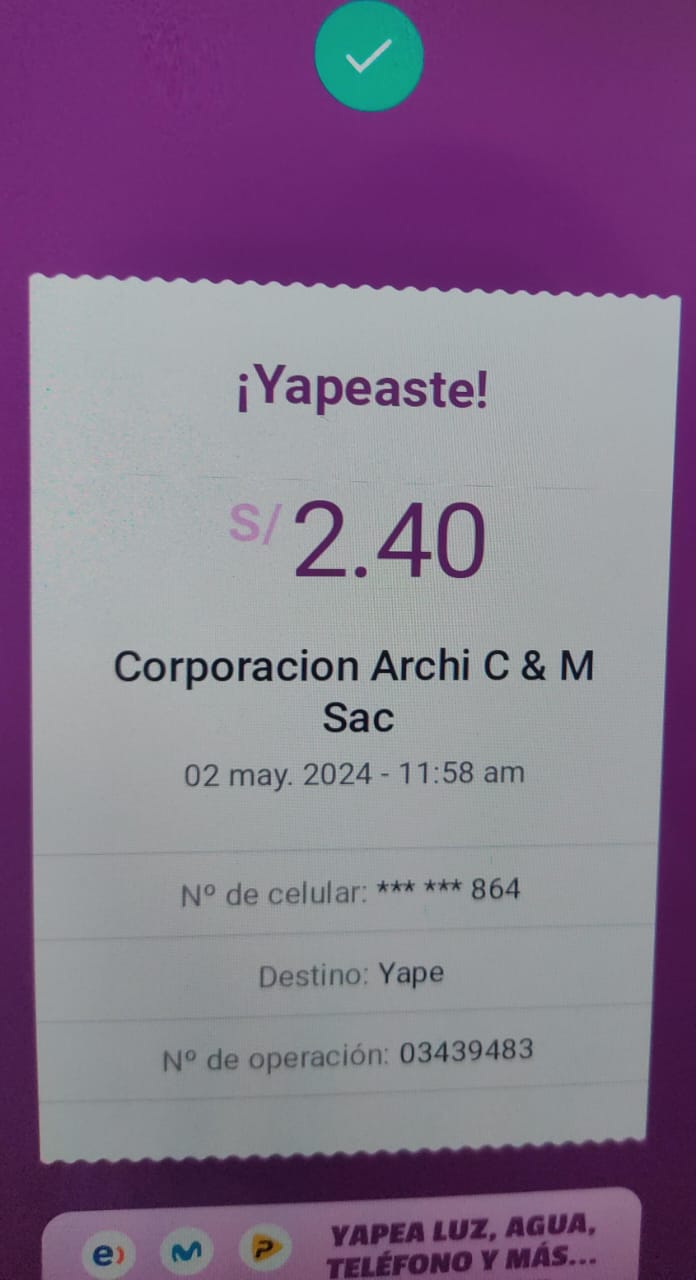 ¡Yapeaste!
S/ 2.40
Corporacion Archi C & M
Sac
02 may. 2024 - 11:58 am
Nº de celular: *** *** 864
Destino: Yape
Nº de operación: 03439483
YAPEA LUZ, AGUA,
TELÉFONO Y MÁS...